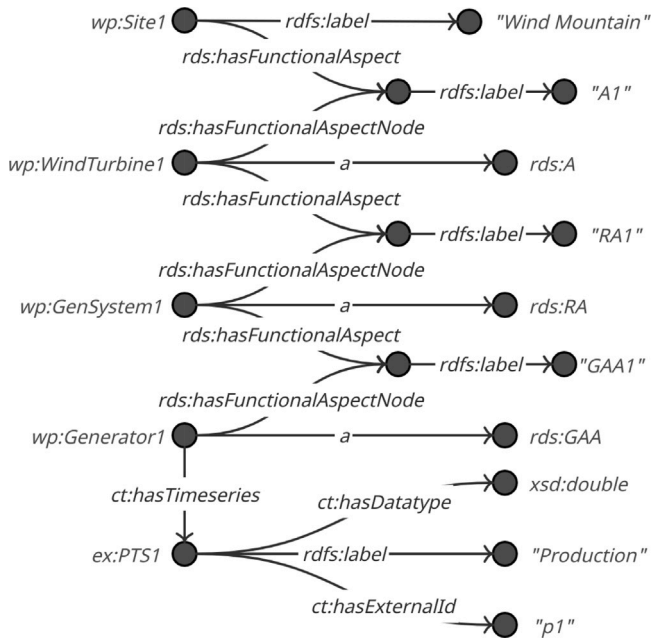 wp:Site1 rdfs:label "Wind Mountain"
rds:hasFunctionalAspect
rdfs:label "A1"
rds:hasFunctionalAspectNode
wp:WindTurbine1 a rds:A
rds:hasFunctionalAspect
rdfs:label "RA1"
rds:hasFunctionalAspectNode
wp:GenSystem1 a rds:RA
rds:hasFunctionalAspect
rdfs:label "GAA1"
rds:hasFunctionalAspectNode
wp:Generator1 a rds:GAA
xsd:double
ct:hasTimeseries ct:hasDatatype
ex:PTS1 rdfs:label "Production"
ct:hasExternalId
"p1"